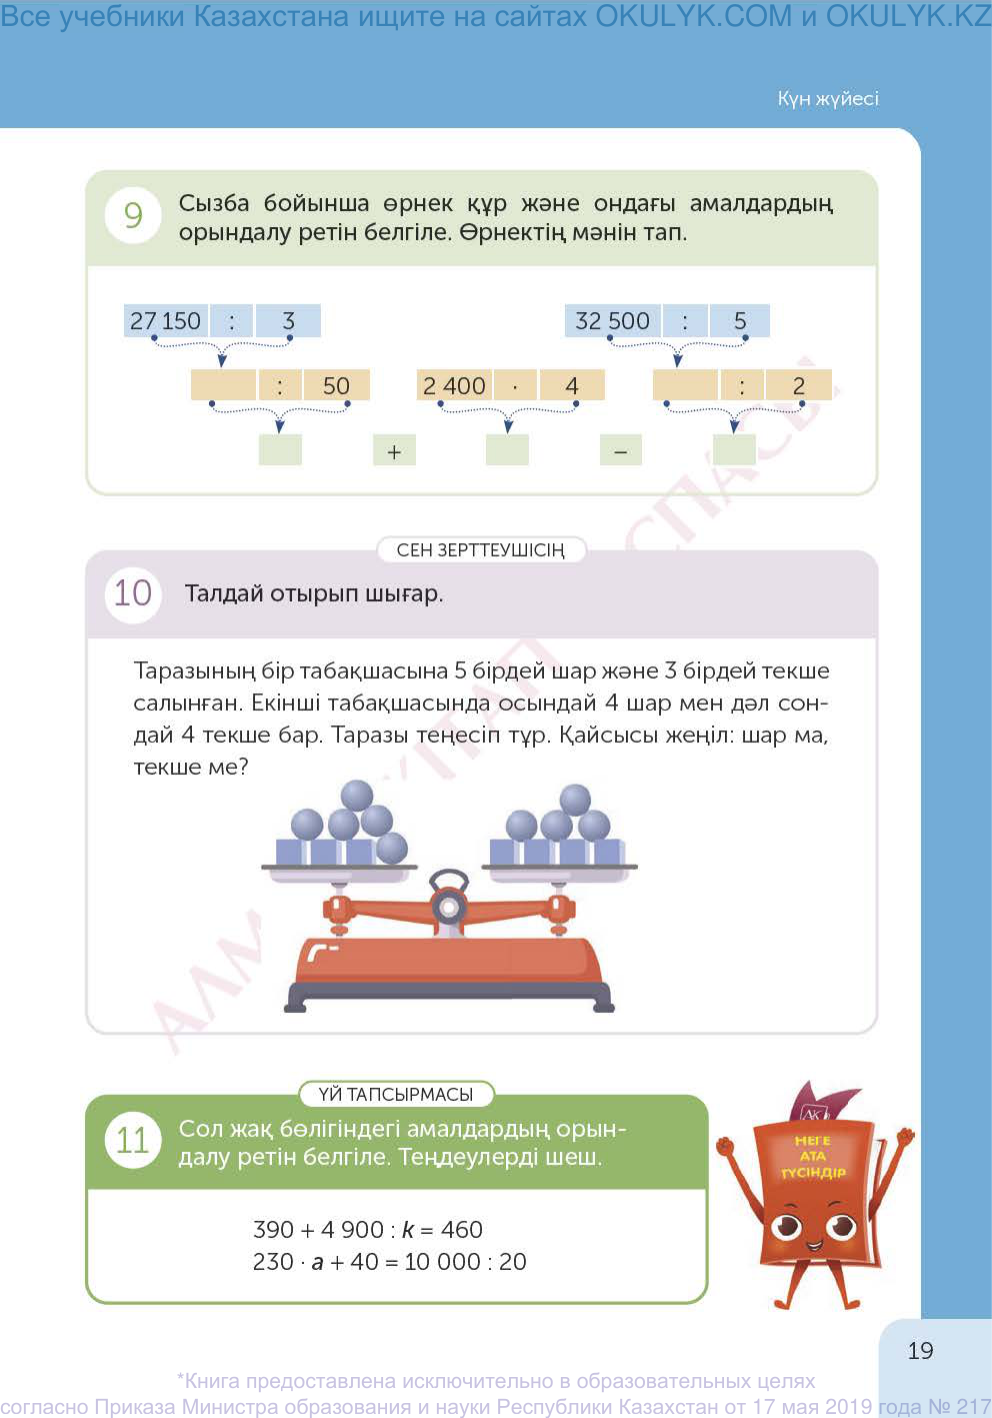 Все учебники Казахстана ищите на сайтах OKULYK.COM и OKULYK.KZ
Күн жүйесі
9
Сызба бойынша өрнек құр және ондағы амалдардың
орындалу ретін белгіле. Өрнектің мәнін тап.
27 150 : 3
32 500 : 5
: 50
2 400 · 4
: 2
+
–
СЕН ЗЕРТТЕУШІСІҢ
10
Талдай отырып шығар.
Таразының бір табақшасына 5 бірдей шар және 3 бірдей текше
салынған. Екінші табақшасында осындай 4 шар мен дәл сон-
дай 4 текше бар. Таразы теңесіп тұр. Қайсысы жеңіл: шар ма,
текше ме?
ҮЙ ТАПСЫРМАСЫ
11
Сол жақ бөлігіндегі амалдардың орын-
далу ретін белгіле. Теңдеулерді шеш.
390 + 4 900 : k = 460
230 · a + 40 = 10 000 : 20
АК
НЕГЕ
АТА
ТҮСІНДІР
19
*Книга предоставлена исключительно в образовательных целях
согласно Приказа Министра образования и науки Республики Казахстан от 17 мая 2019 года № 217